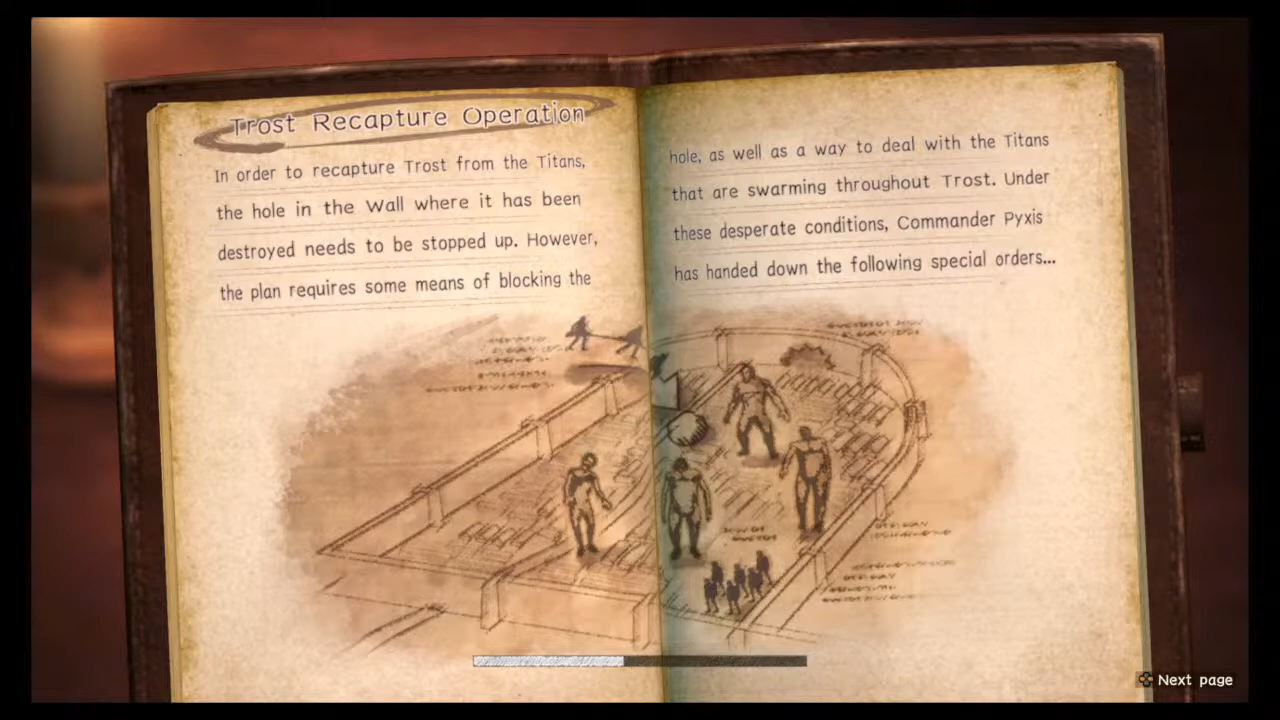 Trost Recapture Operation
In order to recapture Trost from the Titans,
the hole in the Wall where it has been
destroyed needs to be stopped up. However,
the plan requires some means of blocking the
hole, as well as a way to deal with the Titans
that are swarming throughout Trost. Under
these desperate conditions, Commander Pyxis
has handed down the following special orders...
Next page